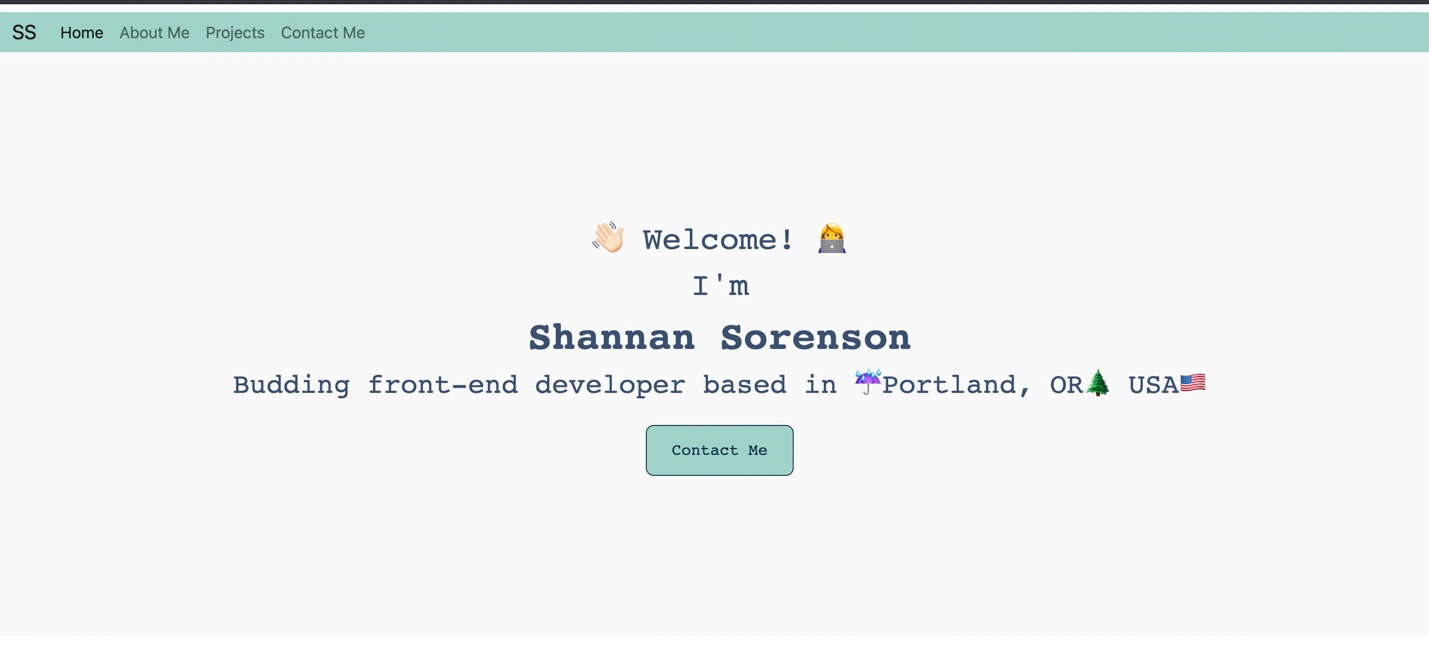 SS Home About Me Projects Contact Me
👋🏻 Welcome! 👩‍💻
I'm
Shannan Sorenson
Budding front-end developer based in ☔Portland, OR🌲 USA🇺🇸
Contact Me